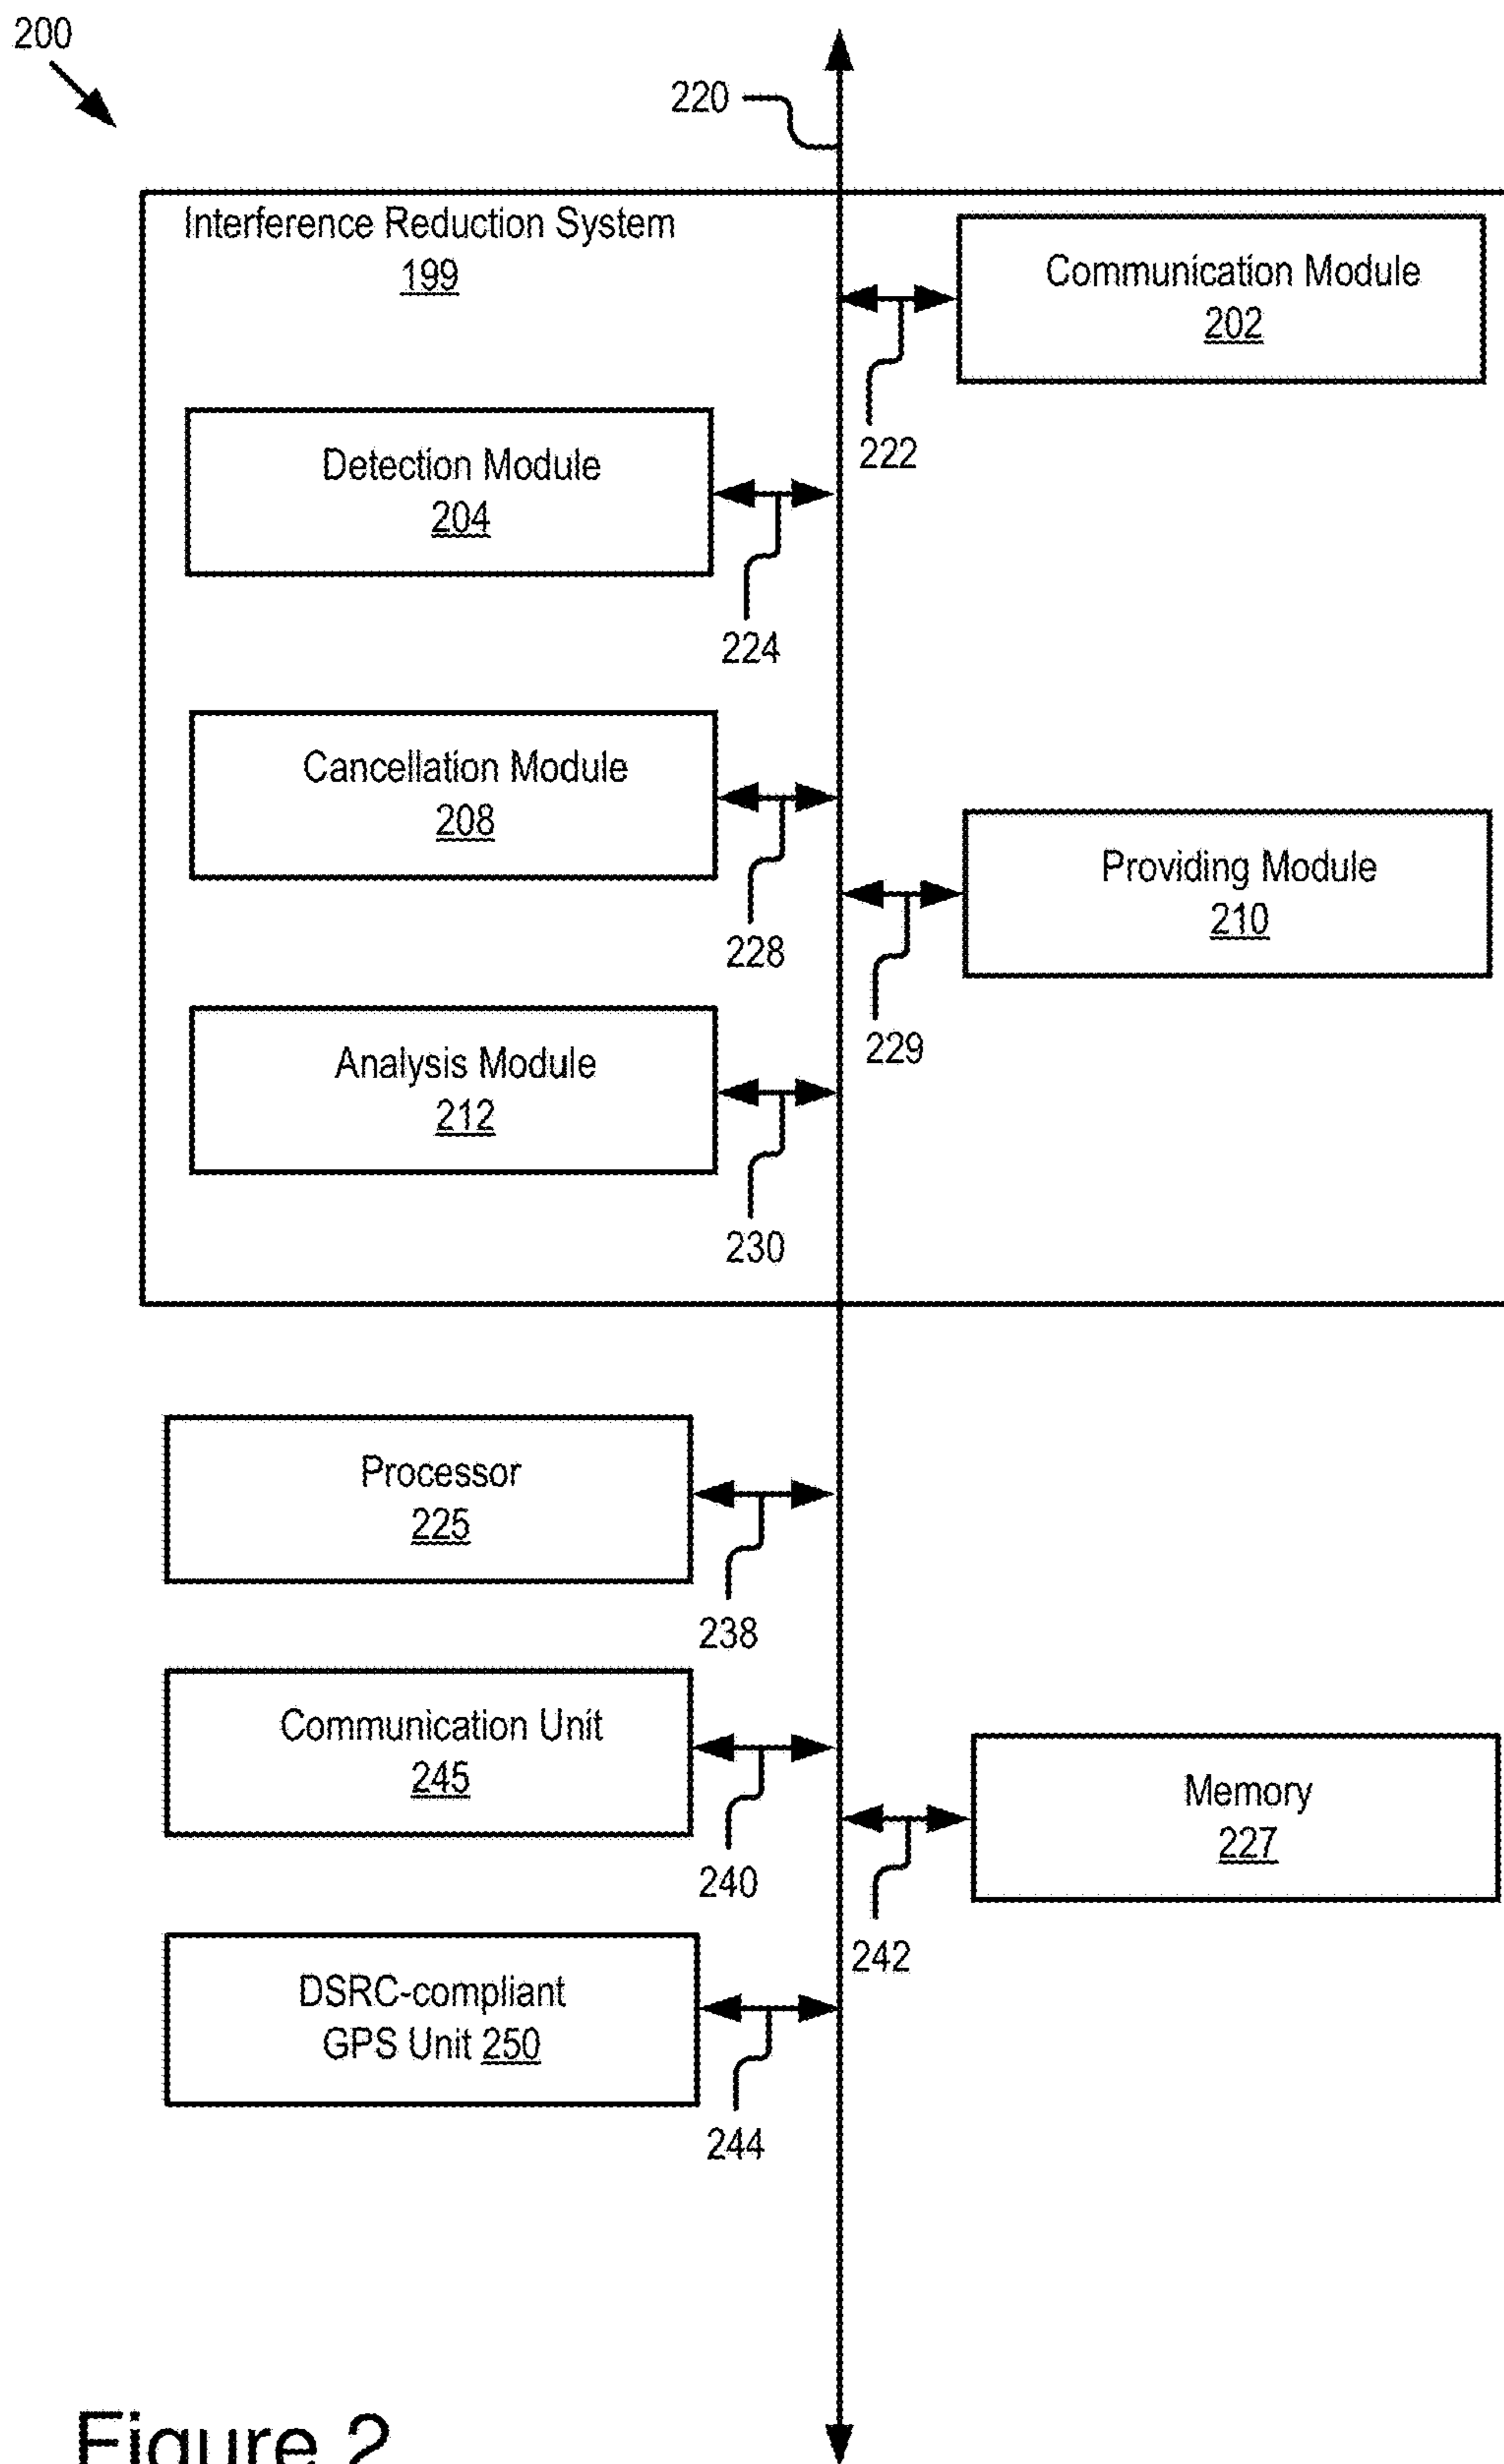 200
220
Interference Reduction System
199
Communication Module
202
222
Detection Module
204
224
Cancellation Module
208
228
Providing Module
210
229
Analysis Module
212
230
Processor
225
238
Communication Unit
245
240
Memory
227
242
DSRC-compliant
GPS Unit 250
244
Figure 2